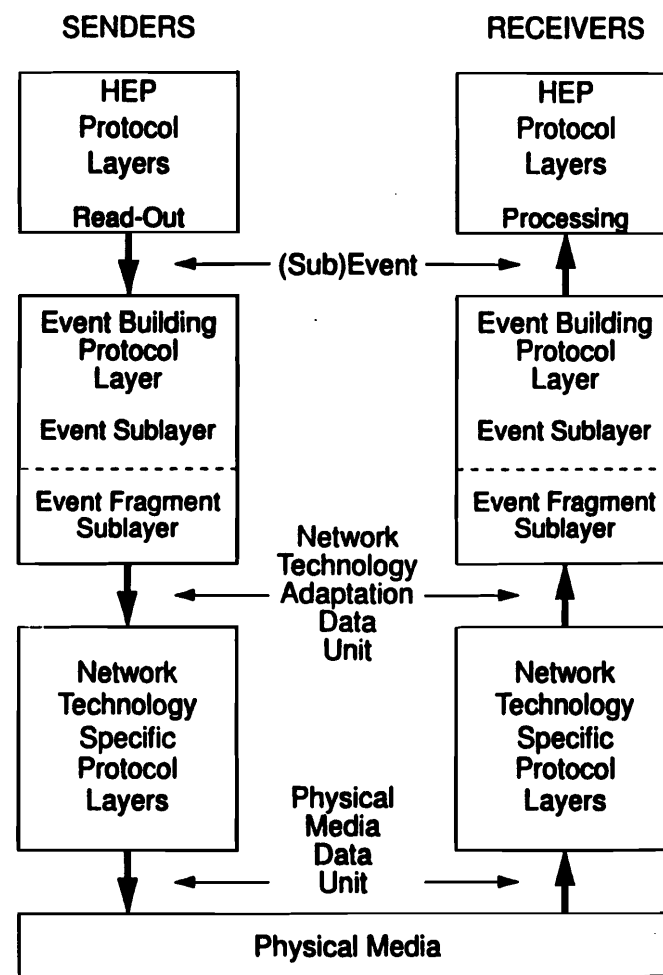 SENDERS
RECEIVERS
HEP
Protocol
Layers
Read-Out
HEP
Protocol
Layers
Processing
(Sub)Event
Event Building
Protocol
Layer
Event Sublayer
Event Fragment
Sublayer
Event Building
Protocol
Layer
Event Sublayer
Event Fragment
Sublayer
Network
Technology
Adaptation
Data
Unit
Network
Technology
Specific
Protocol
Layers
Network
Technology
Specific
Protocol
Layers
Physical
Media
Data
Unit
Physical Media